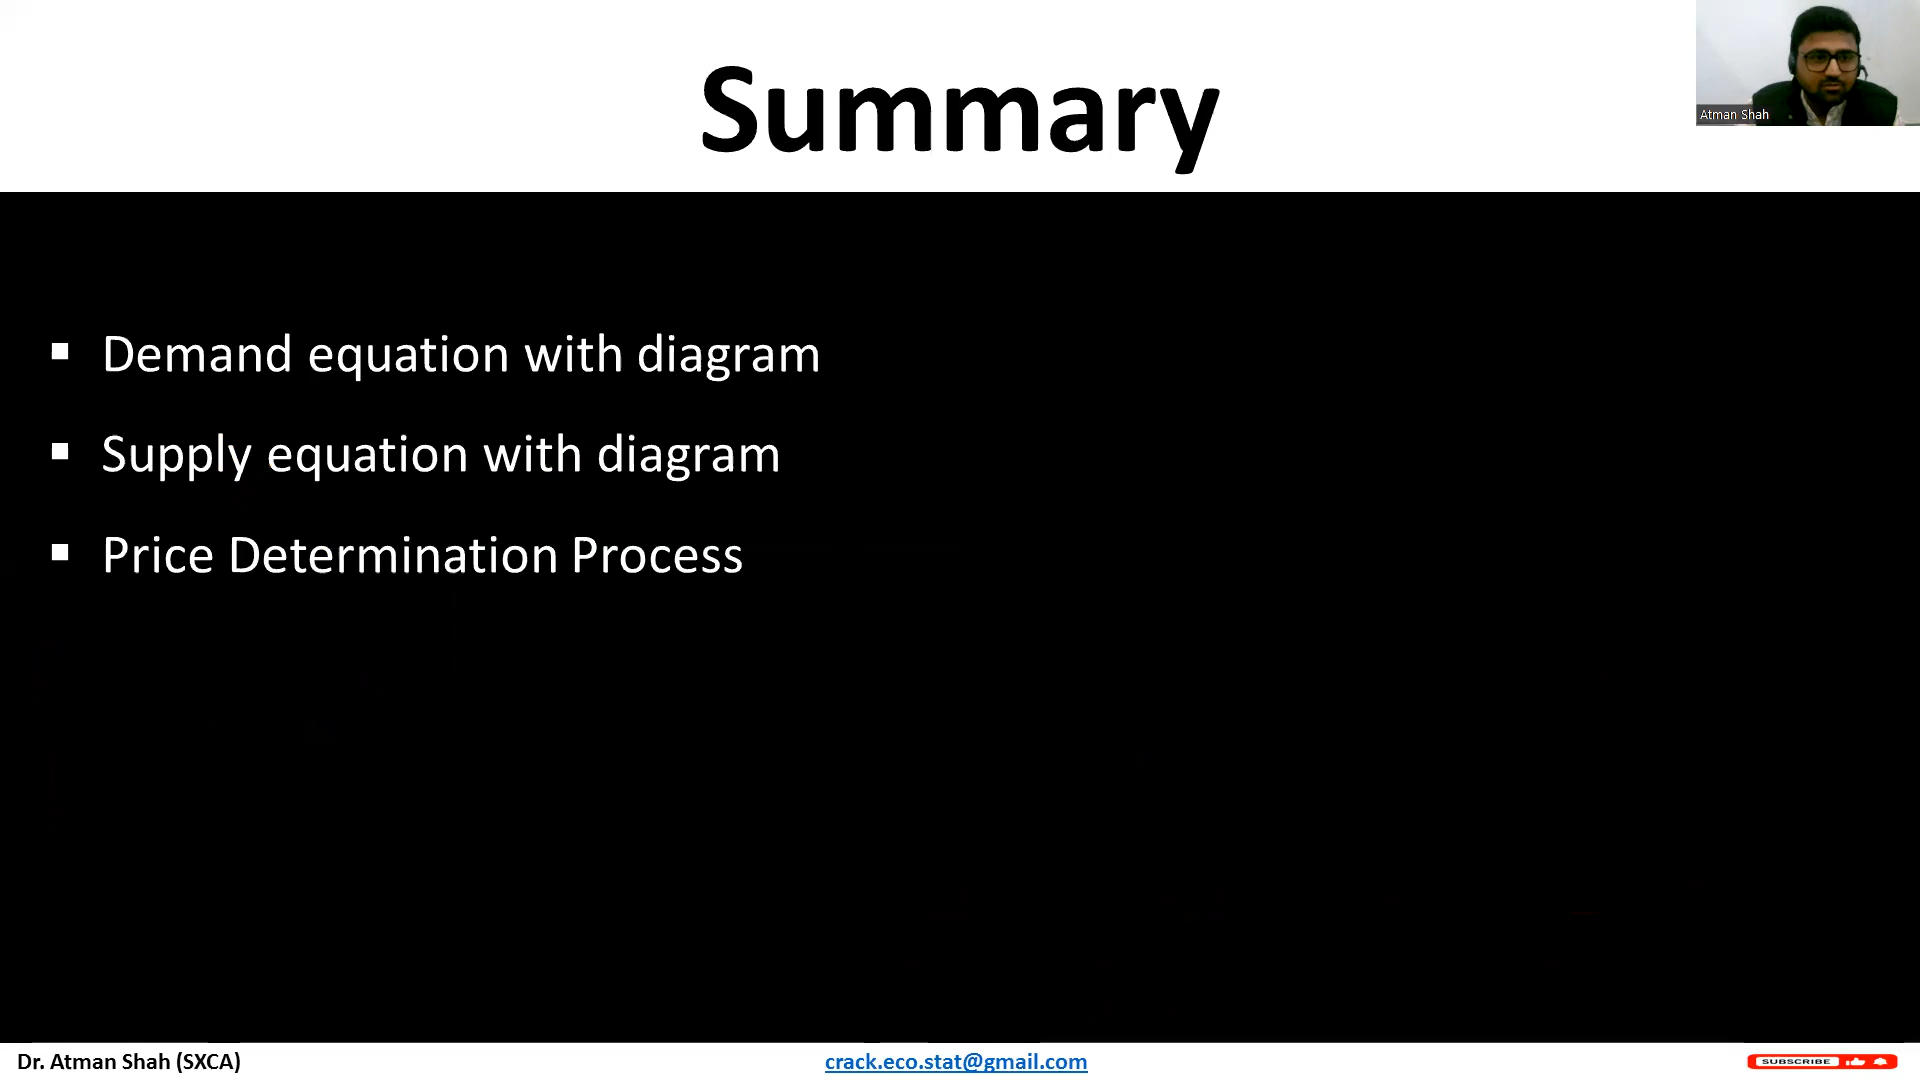 Summary
Atman Shah
▪ Demand equation with diagram
▪ Supply equation with diagram
▪ Price Determination Process
Dr. Atman Shah (SXCA)
crack.eco.stat@gmail.com
SUBSCRIBE